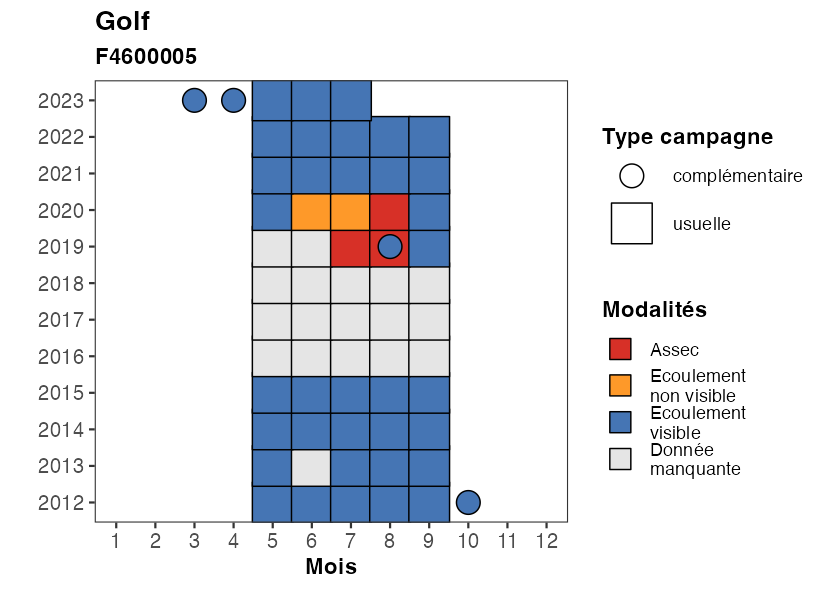 Golf
F4600005
2023
2022
2021
2020
2019
2018
2017
2016
2015
2014
2013
2012
1 2 3 4 5 6 7 8 9 10 11 12
Mois
Type campagne
complémentaire
usuelle
Modalités
Assec
Ecoulement
non visible
Ecoulement
visible
Donnée
manquante